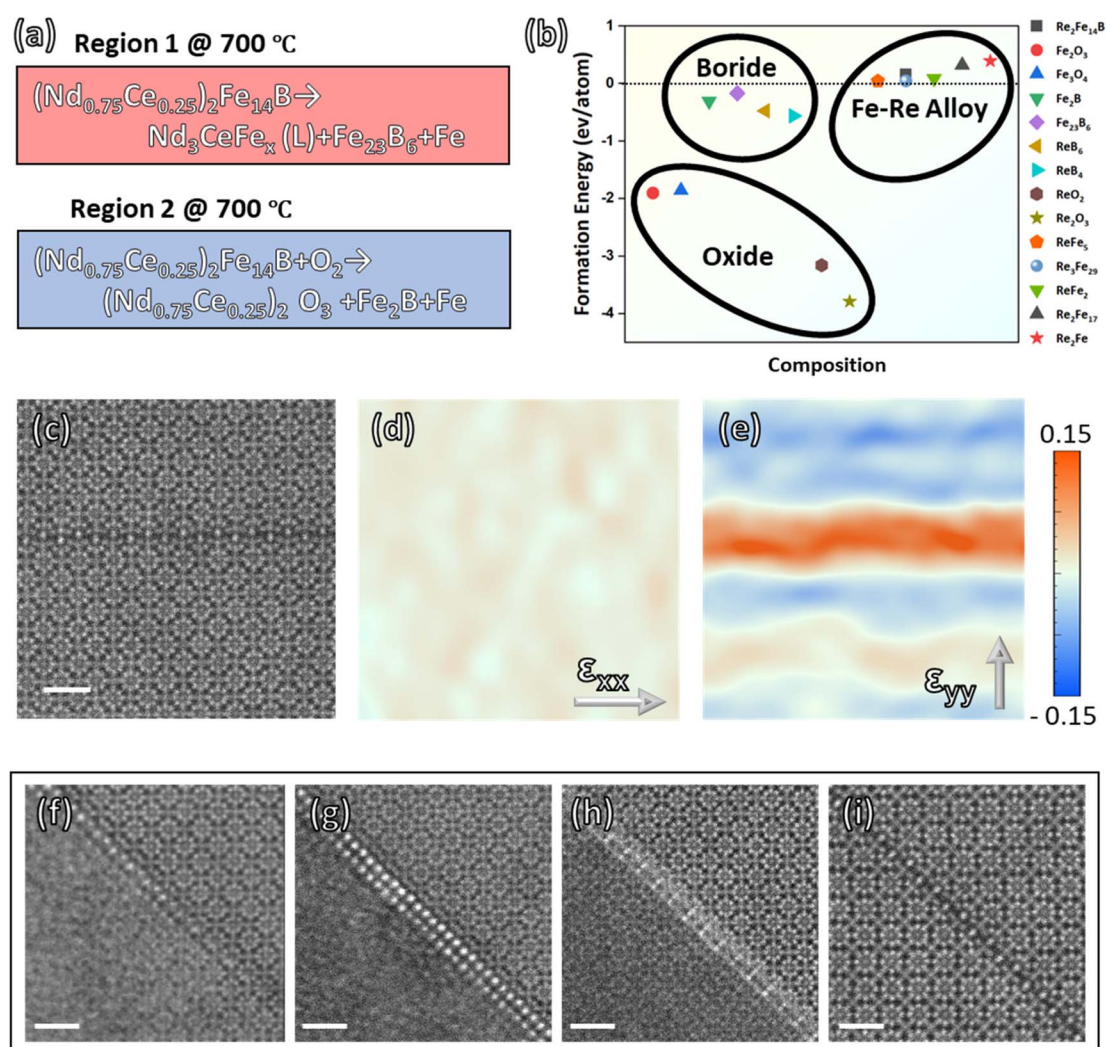 (a) Region 1 @ 700 ℃
(Nd₀.₇₅Ce₀.₂₅)₂Fe₁₄B→
Nd₃CeFeₓ (L)+Fe₂₃B₆+Fe
Region 2 @ 700 ℃
(Nd₀.₇₅Ce₀.₂₅)₂Fe₁₄B+O₂→
(Nd₀.₇₅Ce₀.₂₅)₂ O₃ +Fe₂B+Fe
(b)
Formation Energy (ev/atom)
1
0
-1
-2
-3
-4
Boride
Fe-Re Alloy
Oxide
Composition
Re₂Fe₁₄B
Fe₂O₃
Fe₃O₄
Fe₂B
Fe₂₃B₆
ReB₆
ReB₄
ReO₂
Re₂O₃
ReFe₅
Re₃Fe₂₉
ReFe₂
Re₂Fe₁₇
Re₂Fe
(c)
(d)
εxx
(e)
εyy
0.15
- 0.15
(f)
(g)
(h)
(i)